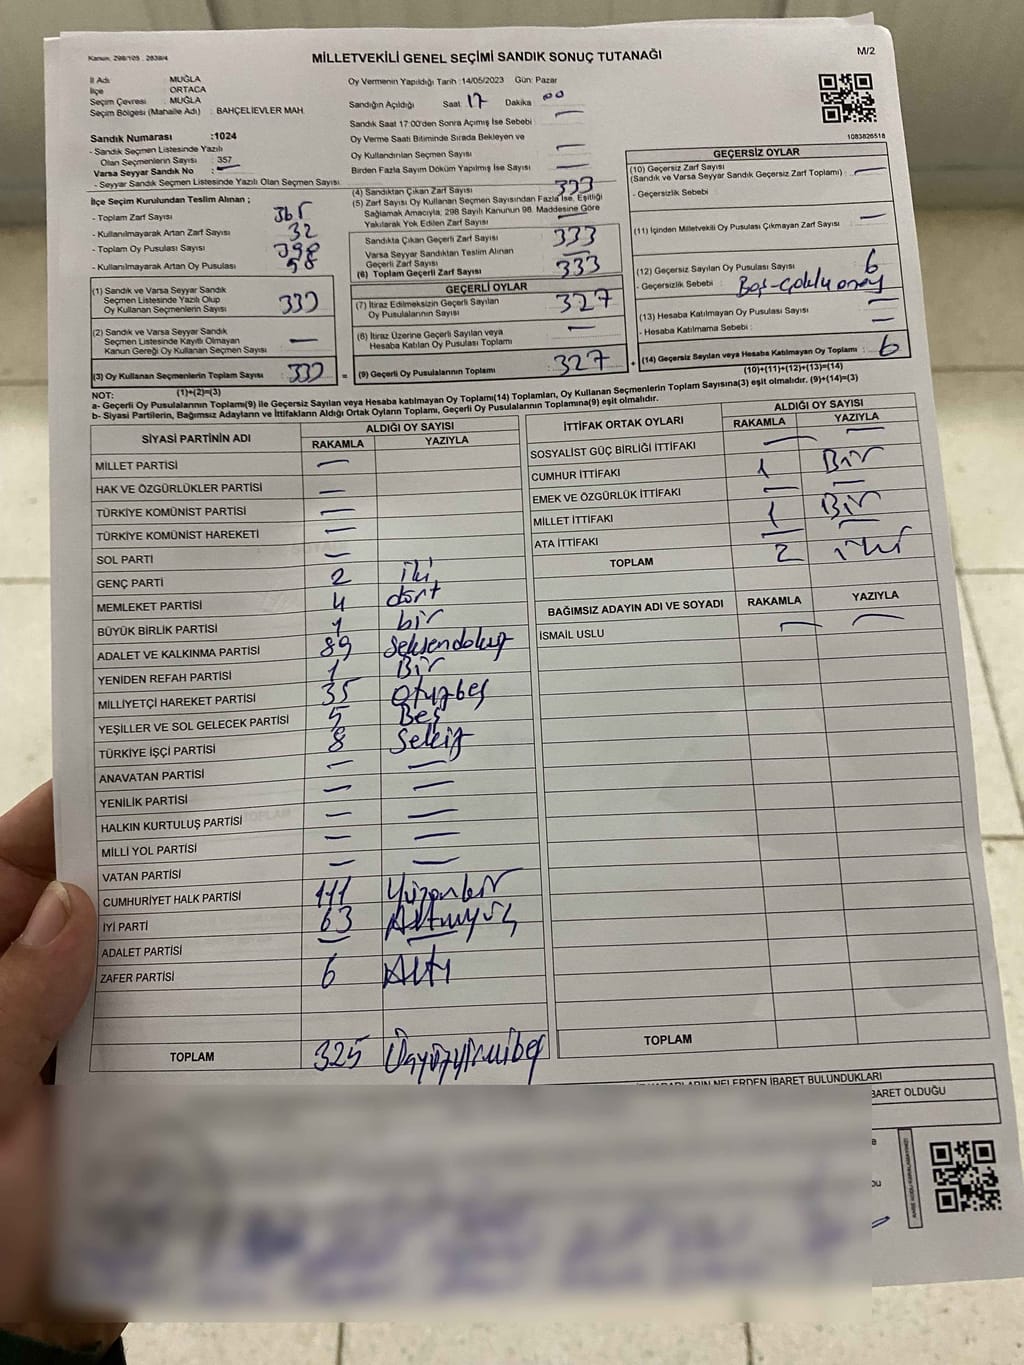 Kanun, 298/105 , 2839/4
MİLLETVEKİLİ GENEL SEÇİMİ SANDIK SONUÇ TUTANAĞI
M/2
İl Adı : MUĞLA
İlçe : ORTACA
Seçim Çevresi : MUĞLA
Seçim Bölgesi (Mahalle Adı) : BAHÇELİEVLER MAH.
Sandık Numarası :1024
- Sandık Seçmen Listesinde Yazılı
Olan Seçmenlerin Sayısı : 357
Varsa Seyyar Sandık No : —
- Seyyar Sandık Seçmen Listesinde Yazılı Olan Seçmen Sayısı:
Oy Vermenin Yapıldığı Tarih :14/05/2023 Gün: Pazar
Sandığın Açıldığı Saat 17 Dakika 00
Sandık Saat 17:00'den Sonra Açımış İse Sebebi : —
Oy Verme Saati Bitiminde Sırada Bekleyen ve
Oy Kullandırılan Seçmen Sayısı : —
Birden Fazla Sayım Döküm Yapılmış İse Sayısı : —
1083826518
İlçe Seçim Kurulundan Teslim Alınan ;
- Toplam Zarf Sayısı : 365
- Kullanılmayarak Artan Zarf Sayısı : 32
- Toplam Oy Pusulası Sayısı : 398
- Kullanılmayarak Artan Oy Pusulası : 58
(1) Sandık ve Varsa Seyyar Sandık
Seçmen Listesinde Yazılı Olup
Oy Kullanan Seçmenlerin Sayısı : 333
(2) Sandık ve Varsa Seyyar Sandık
Seçmen Listesinde Kayıtlı Olmayan
Kanun Gereği Oy Kullanan Seçmen Sayısı : —
(3) Oy Kullanan Seçmenlerin Toplam Sayısı : 333
(1)+(2)=(3)
(4) Sandıktan Çıkan Zarf Sayısı : 333
(5) Zarf Sayısı Oy Kullanan Seçmen Sayısından Fazla İse, Eşitliği
Sağlamak Amacıyla; 298 Sayılı Kanunun 98. Maddesine Göre
Yakılarak Yok Edilen Zarf Sayısı : —
Sandıkta Çıkan Geçerli Zarf Sayısı : 333
Varsa Seyyar Sandıktan Teslim Alınan
Geçerli Zarf Sayısı : —
(6) Toplam Geçerli Zarf Sayısı : 333
GEÇERLİ OYLAR
(7) İtiraz Edilmeksizin Geçerli Sayılan
Oy Pusulalarının Sayısı : 327
(8) İtiraz Üzerine Geçerli Sayılan veya
Hesaba Katılan Oy Pusulası Toplamı : —
= (9) Geçerli Oy Pusulalarının Toplamı : 327 +
GEÇERSİZ OYLAR
(10) Geçersiz Zarf Sayısı
(Sandık ve Varsa Seyyar Sandık Geçersiz Zarf Toplamı) : —
- Geçersizlik Sebebi :
(11) İçinden Milletvekili Oy Pusulası Çıkmayan Zarf Sayısı : —
(12) Geçersiz Sayılan Oy Pusulası Sayısı : 6
- Geçersizlik Sebebi : Boş-Çoklu onay
(13) Hesaba Katılmayan Oy Pusulası Sayısı : —
- Hesaba Katılmama Sebebi : —
(14) Geçersiz Sayılan veya Hesaba Katılmayan Oy Toplamı : 6
(10)+(11)+(12)+(13)=(14)
NOT:
a- Geçerli Oy Pusulalarının Toplamı(9) ile Geçersiz Sayılan veya Hesaba katılmayan Oy Toplamı(14) Toplamları, Oy Kullanan Seçmenlerin Toplam Sayısına(3) eşit olmalıdır. (9)+(14)=(3)
b- Siyasi Partilerin, Bağımsız Adayların ve İttifakların Aldığı Ortak Oyların Toplamı, Geçerli Oy Pusulalarının Toplamına(9) eşit olmalıdır.
SİYASİ PARTİNİN ADI ALDIĞI OY SAYISI
RAKAMLA YAZIYLA
MİLLET PARTİSİ —
HAK VE ÖZGÜRLÜKLER PARTİSİ —
TÜRKİYE KOMÜNİST PARTİSİ —
TÜRKİYE KOMÜNİST HAREKETİ —
SOL PARTİ —
GENÇ PARTİ 2 iki
MEMLEKET PARTİSİ 4 dört
BÜYÜK BİRLİK PARTİSİ 1 bir
ADALET VE KALKINMA PARTİSİ 89 seksendokuz
YENİDEN REFAH PARTİSİ 1 Bir
MİLLİYETÇİ HAREKET PARTİSİ 35 otuzbeş
YEŞİLLER VE SOL GELECEK PARTİSİ 5 Beş
TÜRKİYE İŞÇİ PARTİSİ 8 Sekiz
ANAVATAN PARTİSİ — —
YENİLİK PARTİSİ — —
HALKIN KURTULUŞ PARTİSİ — —
MİLLİ YOL PARTİSİ — —
VATAN PARTİSİ — —
CUMHURİYET HALK PARTİSİ 111 Yüzonbir
İYİ PARTİ 63 Altmışüç
ADALET PARTİSİ — —
ZAFER PARTİSİ 6 Altı
TOPLAM 325 Üçyüzyirmibeş
İTTİFAK ORTAK OYLARI ALDIĞI OY SAYISI
RAKAMLA YAZIYLA
SOSYALİST GÜÇ BİRLİĞİ İTTİFAKI — —
CUMHUR İTTİFAKI 1 Bir
EMEK VE ÖZGÜRLÜK İTTİFAKI — —
MİLLET İTTİFAKI 1 Bir
ATA İTTİFAKI — —
TOPLAM 2 iki
BAĞIMSIZ ADAYIN ADI VE SOYADI RAKAMLA YAZIYLA
İSMAİL USLU — —
TOPLAM
NELERDEN İBARET BULUNDUKLARI
BARET OLDUĞU